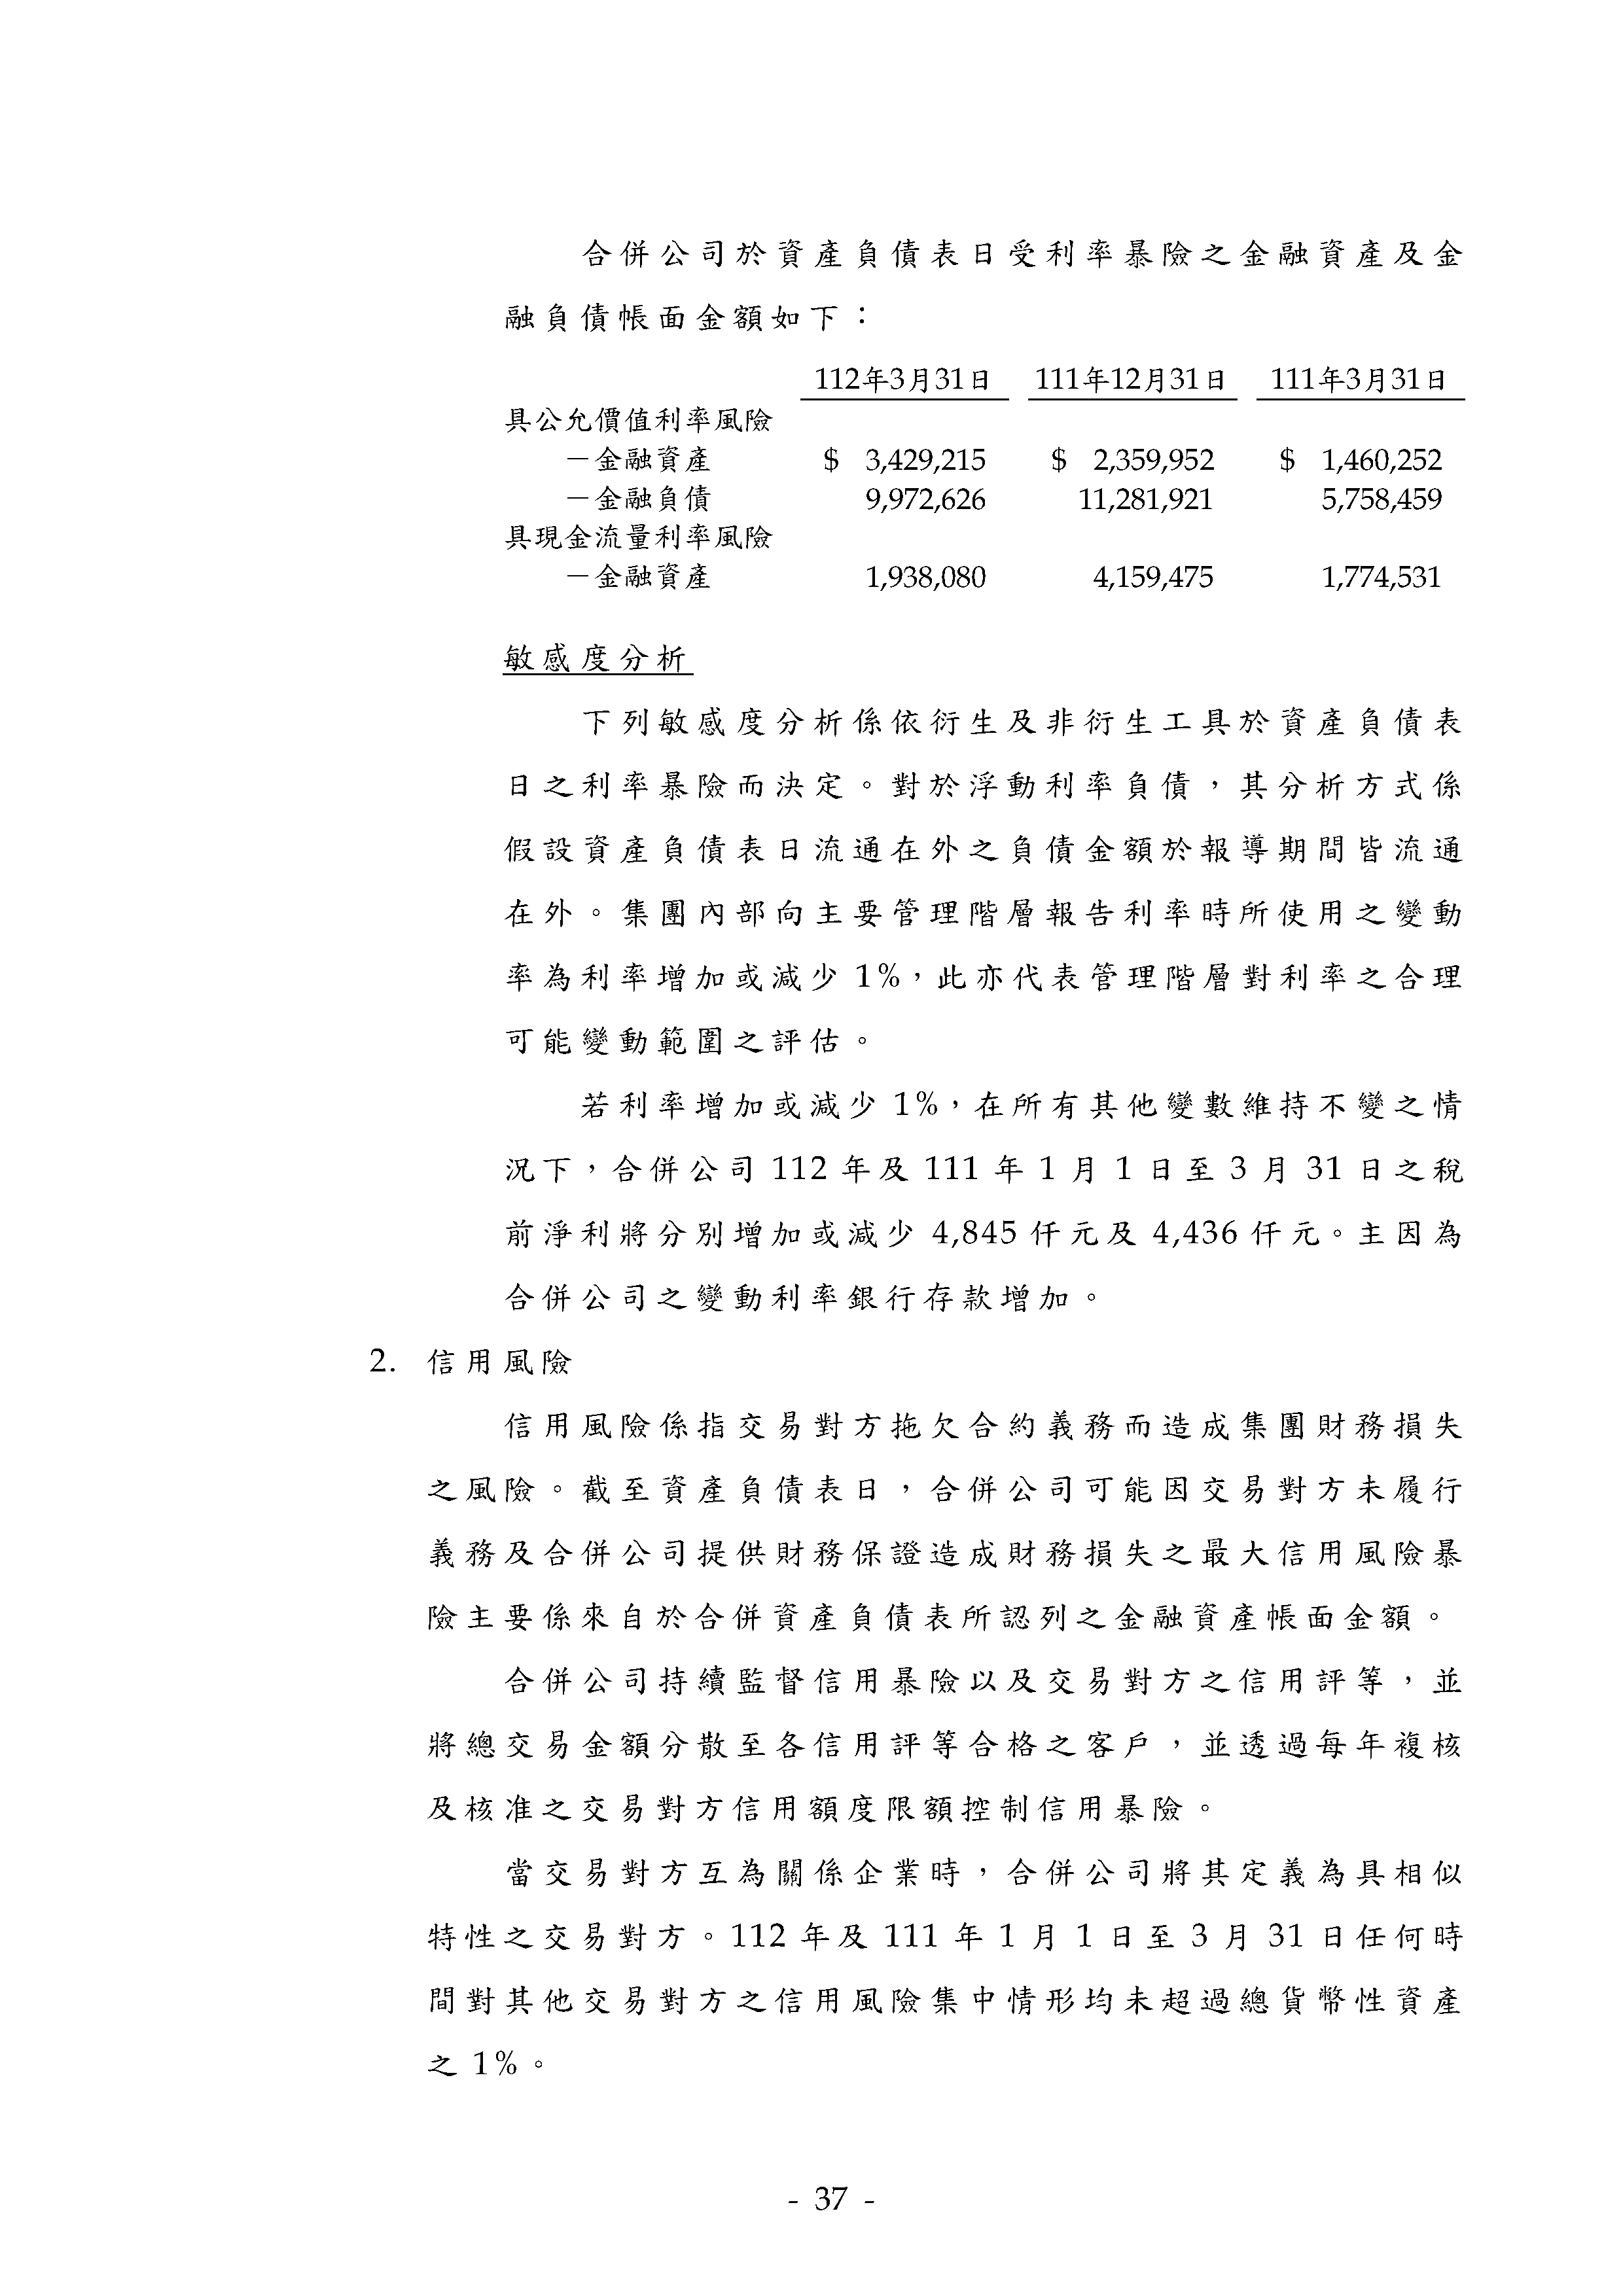 合併公司於資產負債表日受利率暴險之金融資產及金
融負債帳面金額如下：
112年3月31日 111年12月31日 111年3月31日
具公允價值利率風險
－金融資產 $ 3,429,215 $ 2,359,952 $ 1,460,252
－金融負債 9,972,626 11,281,921 5,758,459
具現金流量利率風險
－金融資產 1,938,080 4,159,475 1,774,531
敏感度分析
下列敏感度分析係依衍生及非衍生工具於資產負債表
日之利率暴險而決定。對於浮動利率負債，其分析方式係
假設資產負債表日流通在外之負債金額於報導期間皆流通
在外。集團內部向主要管理階層報告利率時所使用之變動
率為利率增加或減少 1%，此亦代表管理階層對利率之合理
可能變動範圍之評估。
若利率增加或減少 1%，在所有其他變數維持不變之情
況下，合併公司 112 年及 111 年 1 月 1 日至 3 月 31 日之稅
前淨利將分別增加或減少 4,845 仟元及 4,436 仟元。主因為
合併公司之變動利率銀行存款增加。
2. 信用風險
信用風險係指交易對方拖欠合約義務而造成集團財務損失
之風險。截至資產負債表日，合併公司可能因交易對方未履行
義務及合併公司提供財務保證造成財務損失之最大信用風險暴
險主要係來自於合併資產負債表所認列之金融資產帳面金額。
合併公司持續監督信用暴險以及交易對方之信用評等，並
將總交易金額分散至各信用評等合格之客戶，並透過每年複核
及核准之交易對方信用額度限額控制信用暴險。
當交易對方互為關係企業時，合併公司將其定義為具相似
特性之交易對方。112 年及 111 年 1 月 1 日至 3 月 31 日任何時
間對其他交易對方之信用風險集中情形均未超過總貨幣性資產
之 1%。
- 37 -